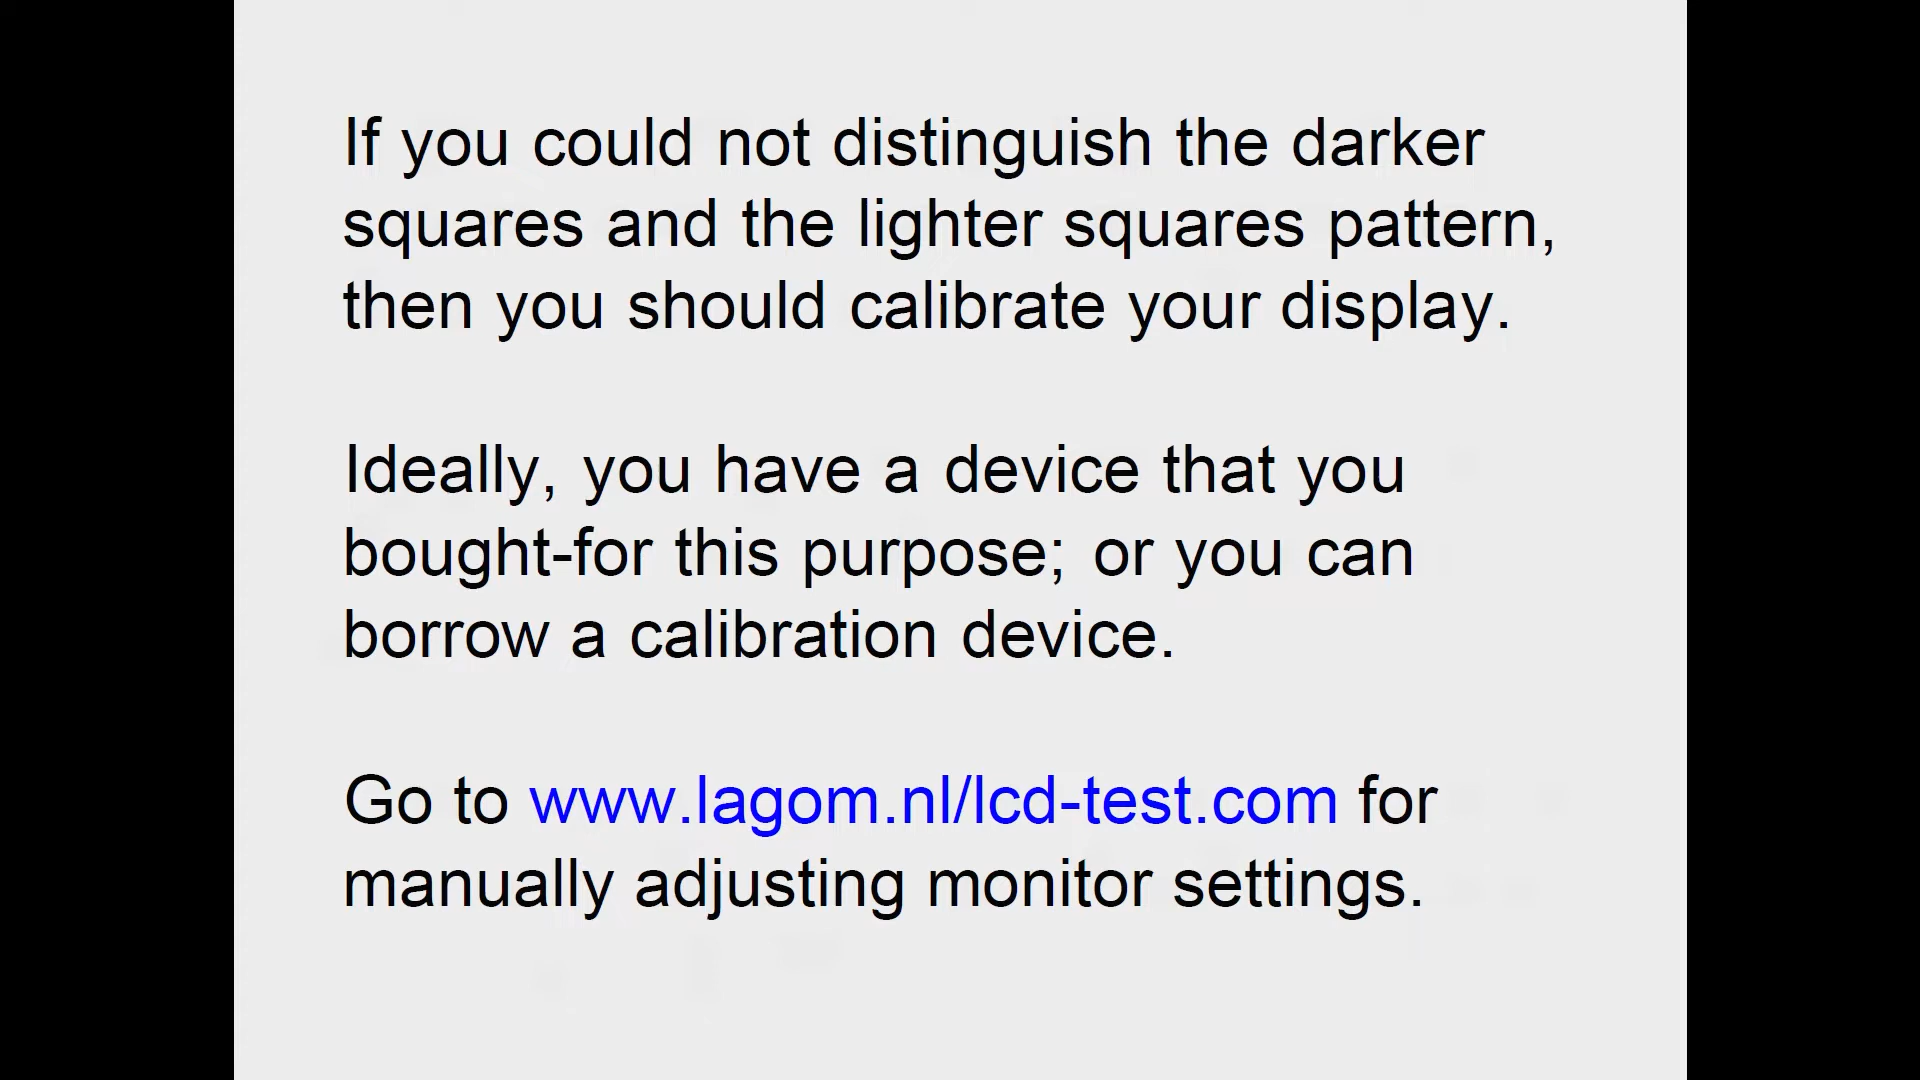 If you could not distinguish the darker
squares and the lighter squares pattern,
then you should calibrate your display.
Ideally, you have a device that you
bought-for this purpose; or you can
borrow a calibration device.
Go to www.lagom.nl/lcd-test.com for
manually adjusting monitor settings.